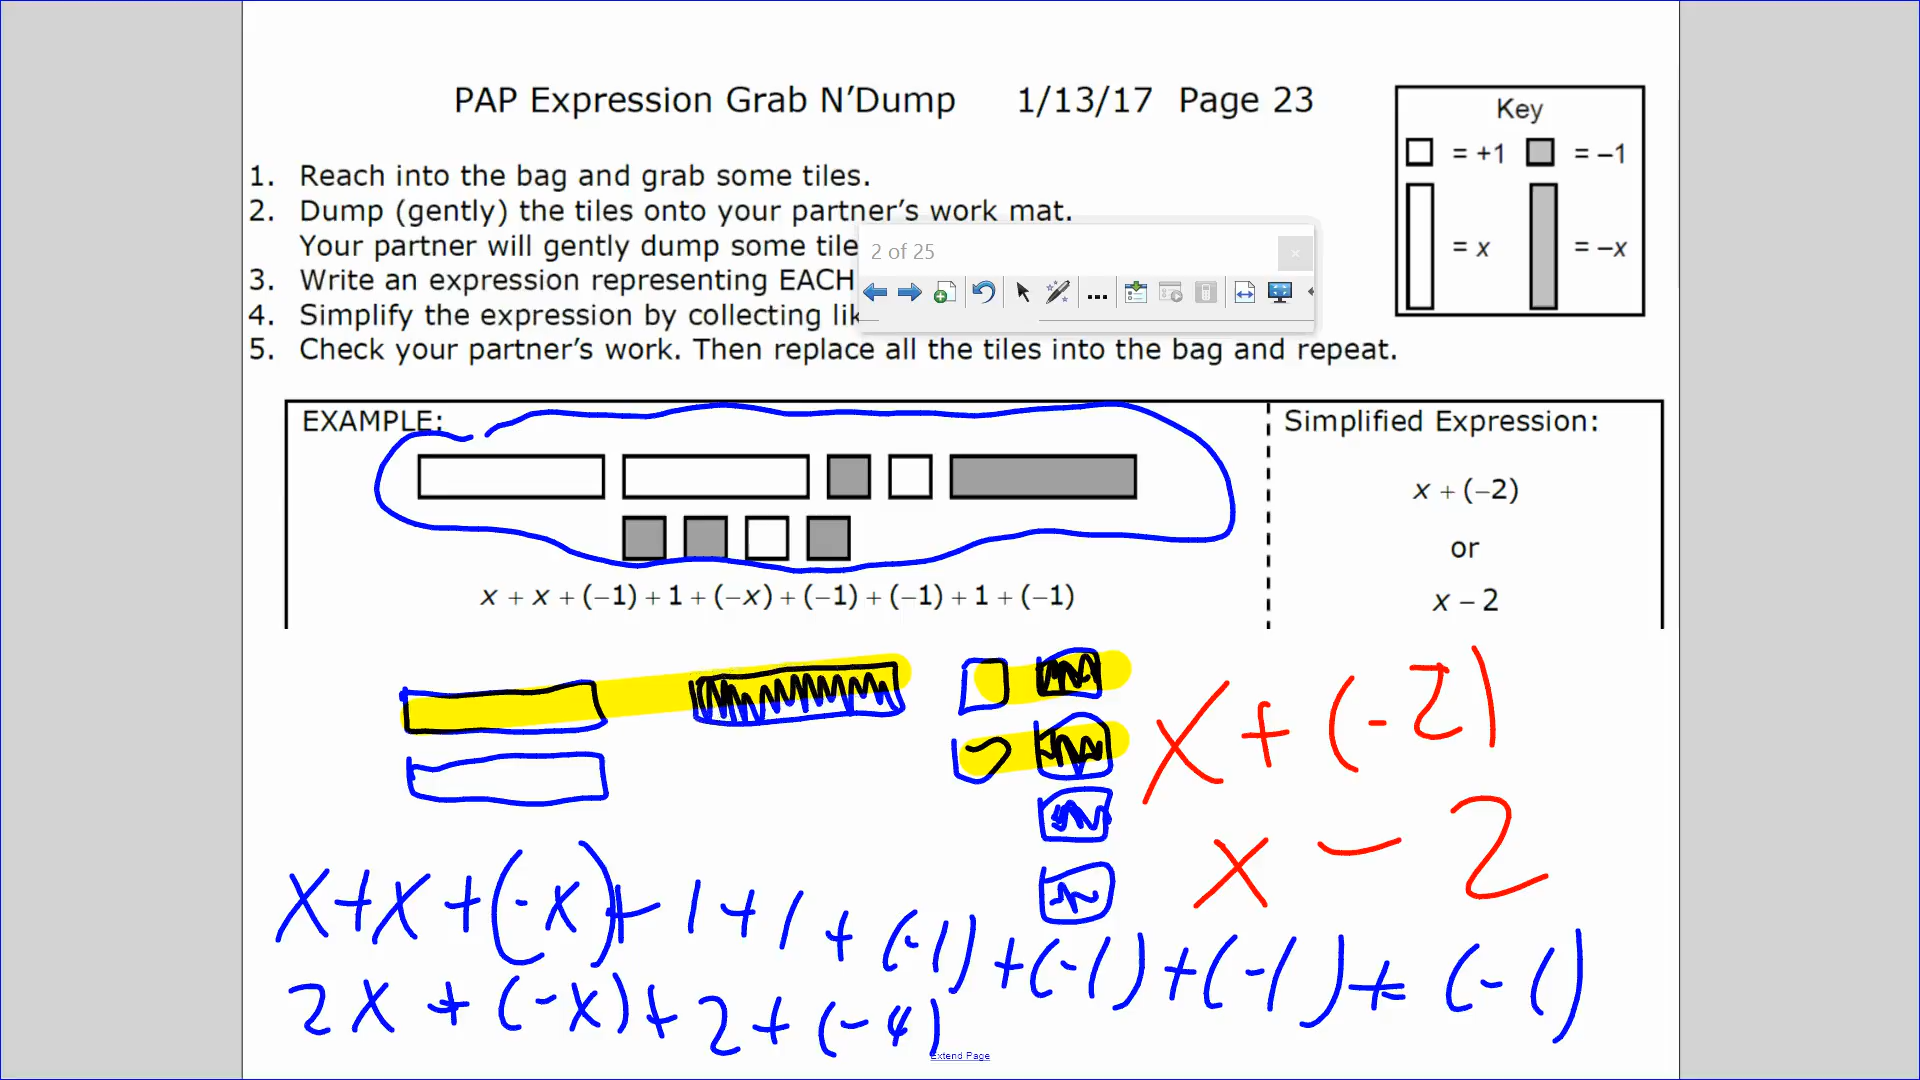 PAP Expression Grab N’Dump 1/13/17 Page 23
Key
= +1 = –1
= x = –x
1. Reach into the bag and grab some tiles.
2. Dump (gently) the tiles onto your partner’s work mat.
Your partner will gently dump some tile
2 of 25
3. Write an expression representing EACH
4. Simplify the expression by collecting lik
5. Check your partner’s work. Then replace all the tiles into the bag and repeat.
EXAMPLE:
x + x + (–1) + 1 + (–x) + (–1) + (–1) + 1 + (–1)
Simplified Expression:
x + (–2)
or
x – 2
x + (-2)
x - 2
x + x + (-x) + 1 + 1 + (-1) + (-1) + (-1) + (-1)
2x + (-x) + 2 + (-4)
Extend Page